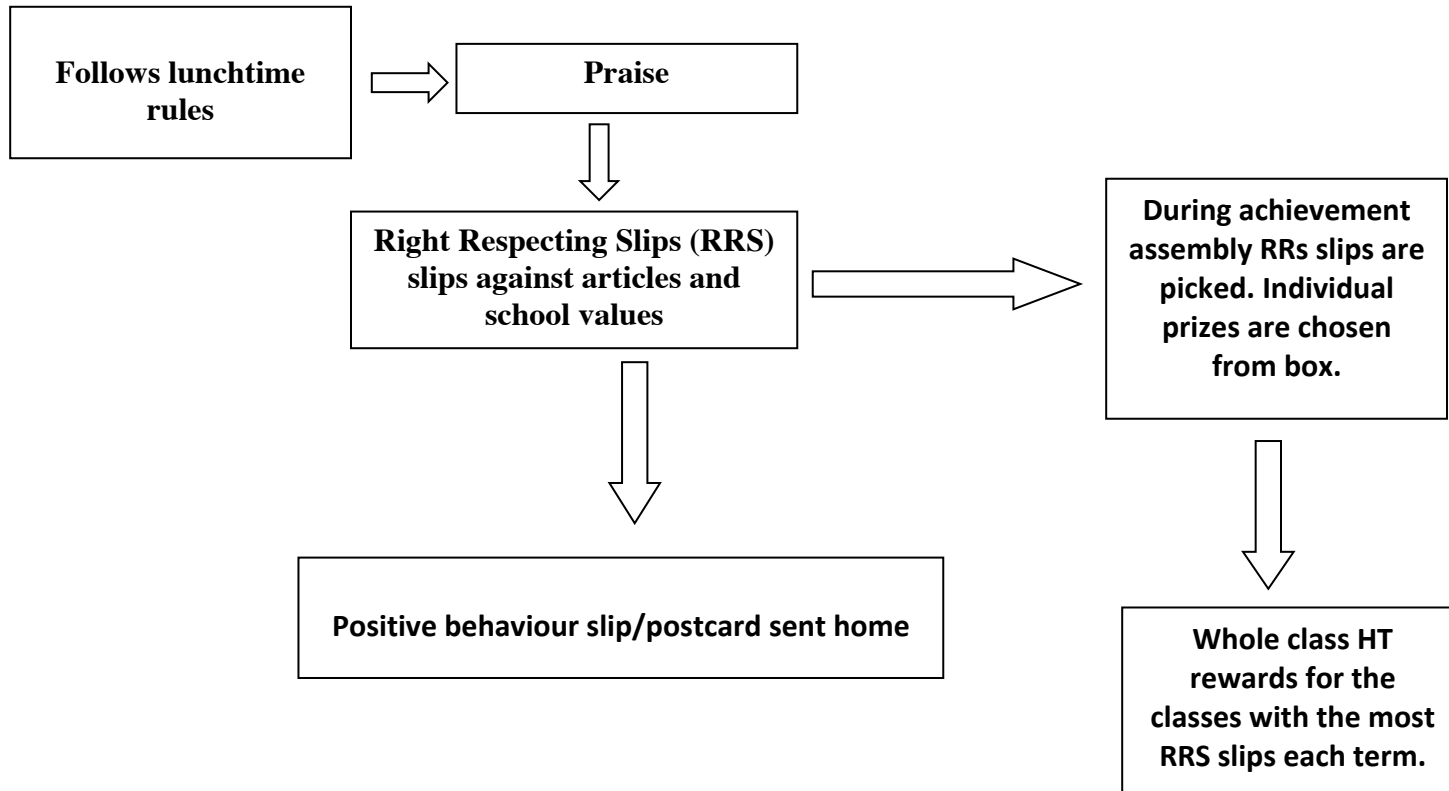 Follows lunchtime
rules
Praise
Right Respecting Slips (RRS)
slips against articles and
school values
During achievement
assembly RRs slips are
picked. Individual
prizes are chosen
from box.
Positive behaviour slip/postcard sent home
Whole class HT
rewards for the
classes with the most
RRS slips each term.